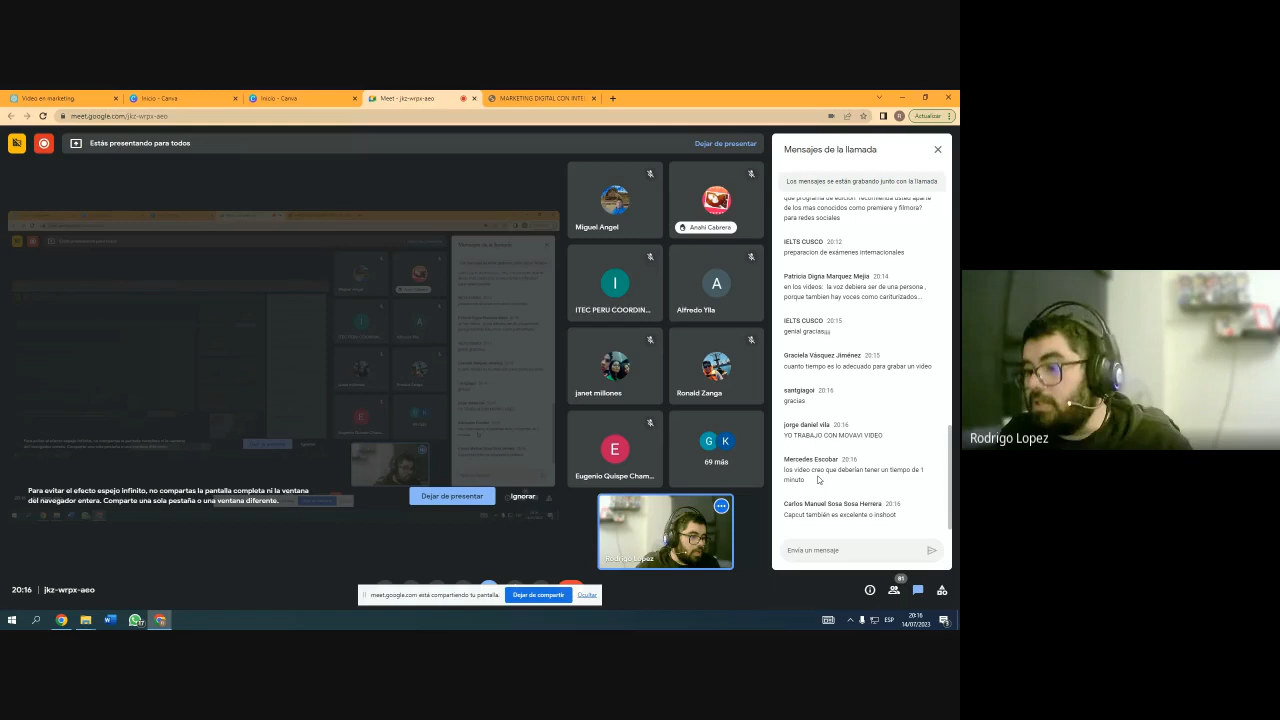 Video en marketing
Inicio - Canva
Inicio - Canva
Meet - jkz-wrpx-aeo
MARKETING DIGITAL CON INTE
meet.google.com/jkz-wrpx-aeo
Actualizar
Estás presentando para todos
Dejar de presentar
Miguel Angel
Anahi Cabrera
I
ITEC PERU COORDIN...
A
Alfredo Ylla
janet millones
Ronald Zanga
E
Eugenio Quispe Cham...
G K
69 más
Para evitar el efecto espejo infinito, no compartas la pantalla completa ni la ventana
del navegador entera. Comparte una sola pestaña o una ventana diferente.
Dejar de presentar
Ignorar
Rodrigo Lopez
Mensajes de la llamada
Los mensajes se están grabando junto con la llamada
que programa de edicion recomienda usted aparte
de los mas conocidos como premiere y filmora?
para redes sociales
IELTS CUSCO 20:12
preparacion de exámenes internacionales
Patricia Digna Marquez Mejia 20:14
en los videos: la voz debiera ser de una persona ,
porque tambien hay voces como cariturizados...
IELTS CUSCO 20:15
genial gracias¡¡¡
Graciela Vásquez Jiménez 20:15
cuanto tiempo es lo adecuado para grabar un video
santgiagoi 20:16
gracias
jorge daniel vila 20:16
YO TRABAJO CON MOVAVI VIDEO
Mercedes Escobar 20:16
los video creo que deberían tener un tiempo de 1
minuto
Carlos Manuel Sosa Sosa Herrera 20:16
Capcut también es excelente o inshoot
Envía un mensaje
20:16 jkz-wrpx-aeo
81
meet.google.com está compartiendo tu pantalla.
Dejar de compartir
Ocultar
ESP
20:16
14/07/2023
Rodrigo Lopez